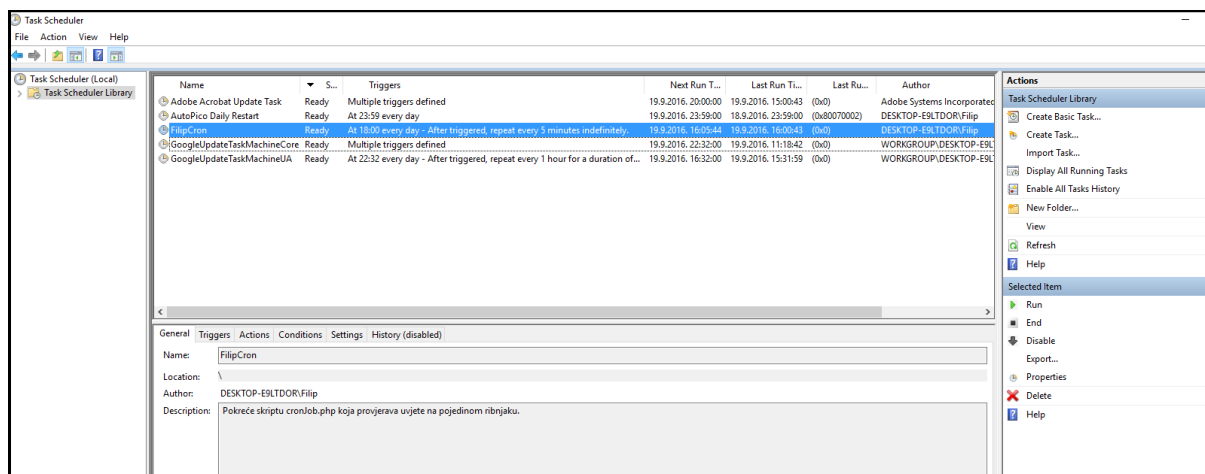 Task Scheduler
File Action View Help
Task Scheduler (Local)
Task Scheduler Library
Name S... Triggers Next Run T... Last Run Ti... Last Ru... Author
Adobe Acrobat Update Task Ready Multiple triggers defined 19.9.2016. 20:00:00 19.9.2016. 15:00:43 (0x0) Adobe Systems Incorporated
AutoPico Daily Restart Ready At 23:59 every day 19.9.2016. 23:59:00 18.9.2016. 23:59:00 (0x80070002) DESKTOP-E9LTDOR\Filip
FilipCron Ready At 18:00 every day - After triggered, repeat every 5 minutes indefinitely. 19.9.2016. 16:05:44 19.9.2016. 16:00:43 (0x0) DESKTOP-E9LTDOR\Filip
GoogleUpdateTaskMachineCore Ready Multiple triggers defined 19.9.2016. 22:32:00 19.9.2016. 11:18:42 (0x0) WORKGROUP\DESKTOP-E9L
GoogleUpdateTaskMachineUA Ready At 22:32 every day - After triggered, repeat every 1 hour for a duration of... 19.9.2016. 16:32:00 19.9.2016. 15:31:59 (0x0) WORKGROUP\DESKTOP-E9L
General Triggers Actions Conditions Settings History (disabled)
Name: FilipCron
Location: \
Author: DESKTOP-E9LTDOR\Filip
Description: Pokreće skriptu cronJob.php koja provjerava uvjete na pojedinom ribnjaku.
Actions
Task Scheduler Library
Create Basic Task...
Create Task...
Import Task...
Display All Running Tasks
Enable All Tasks History
New Folder...
View
Refresh
Help
Selected Item
Run
End
Disable
Export...
Properties
Delete
Help